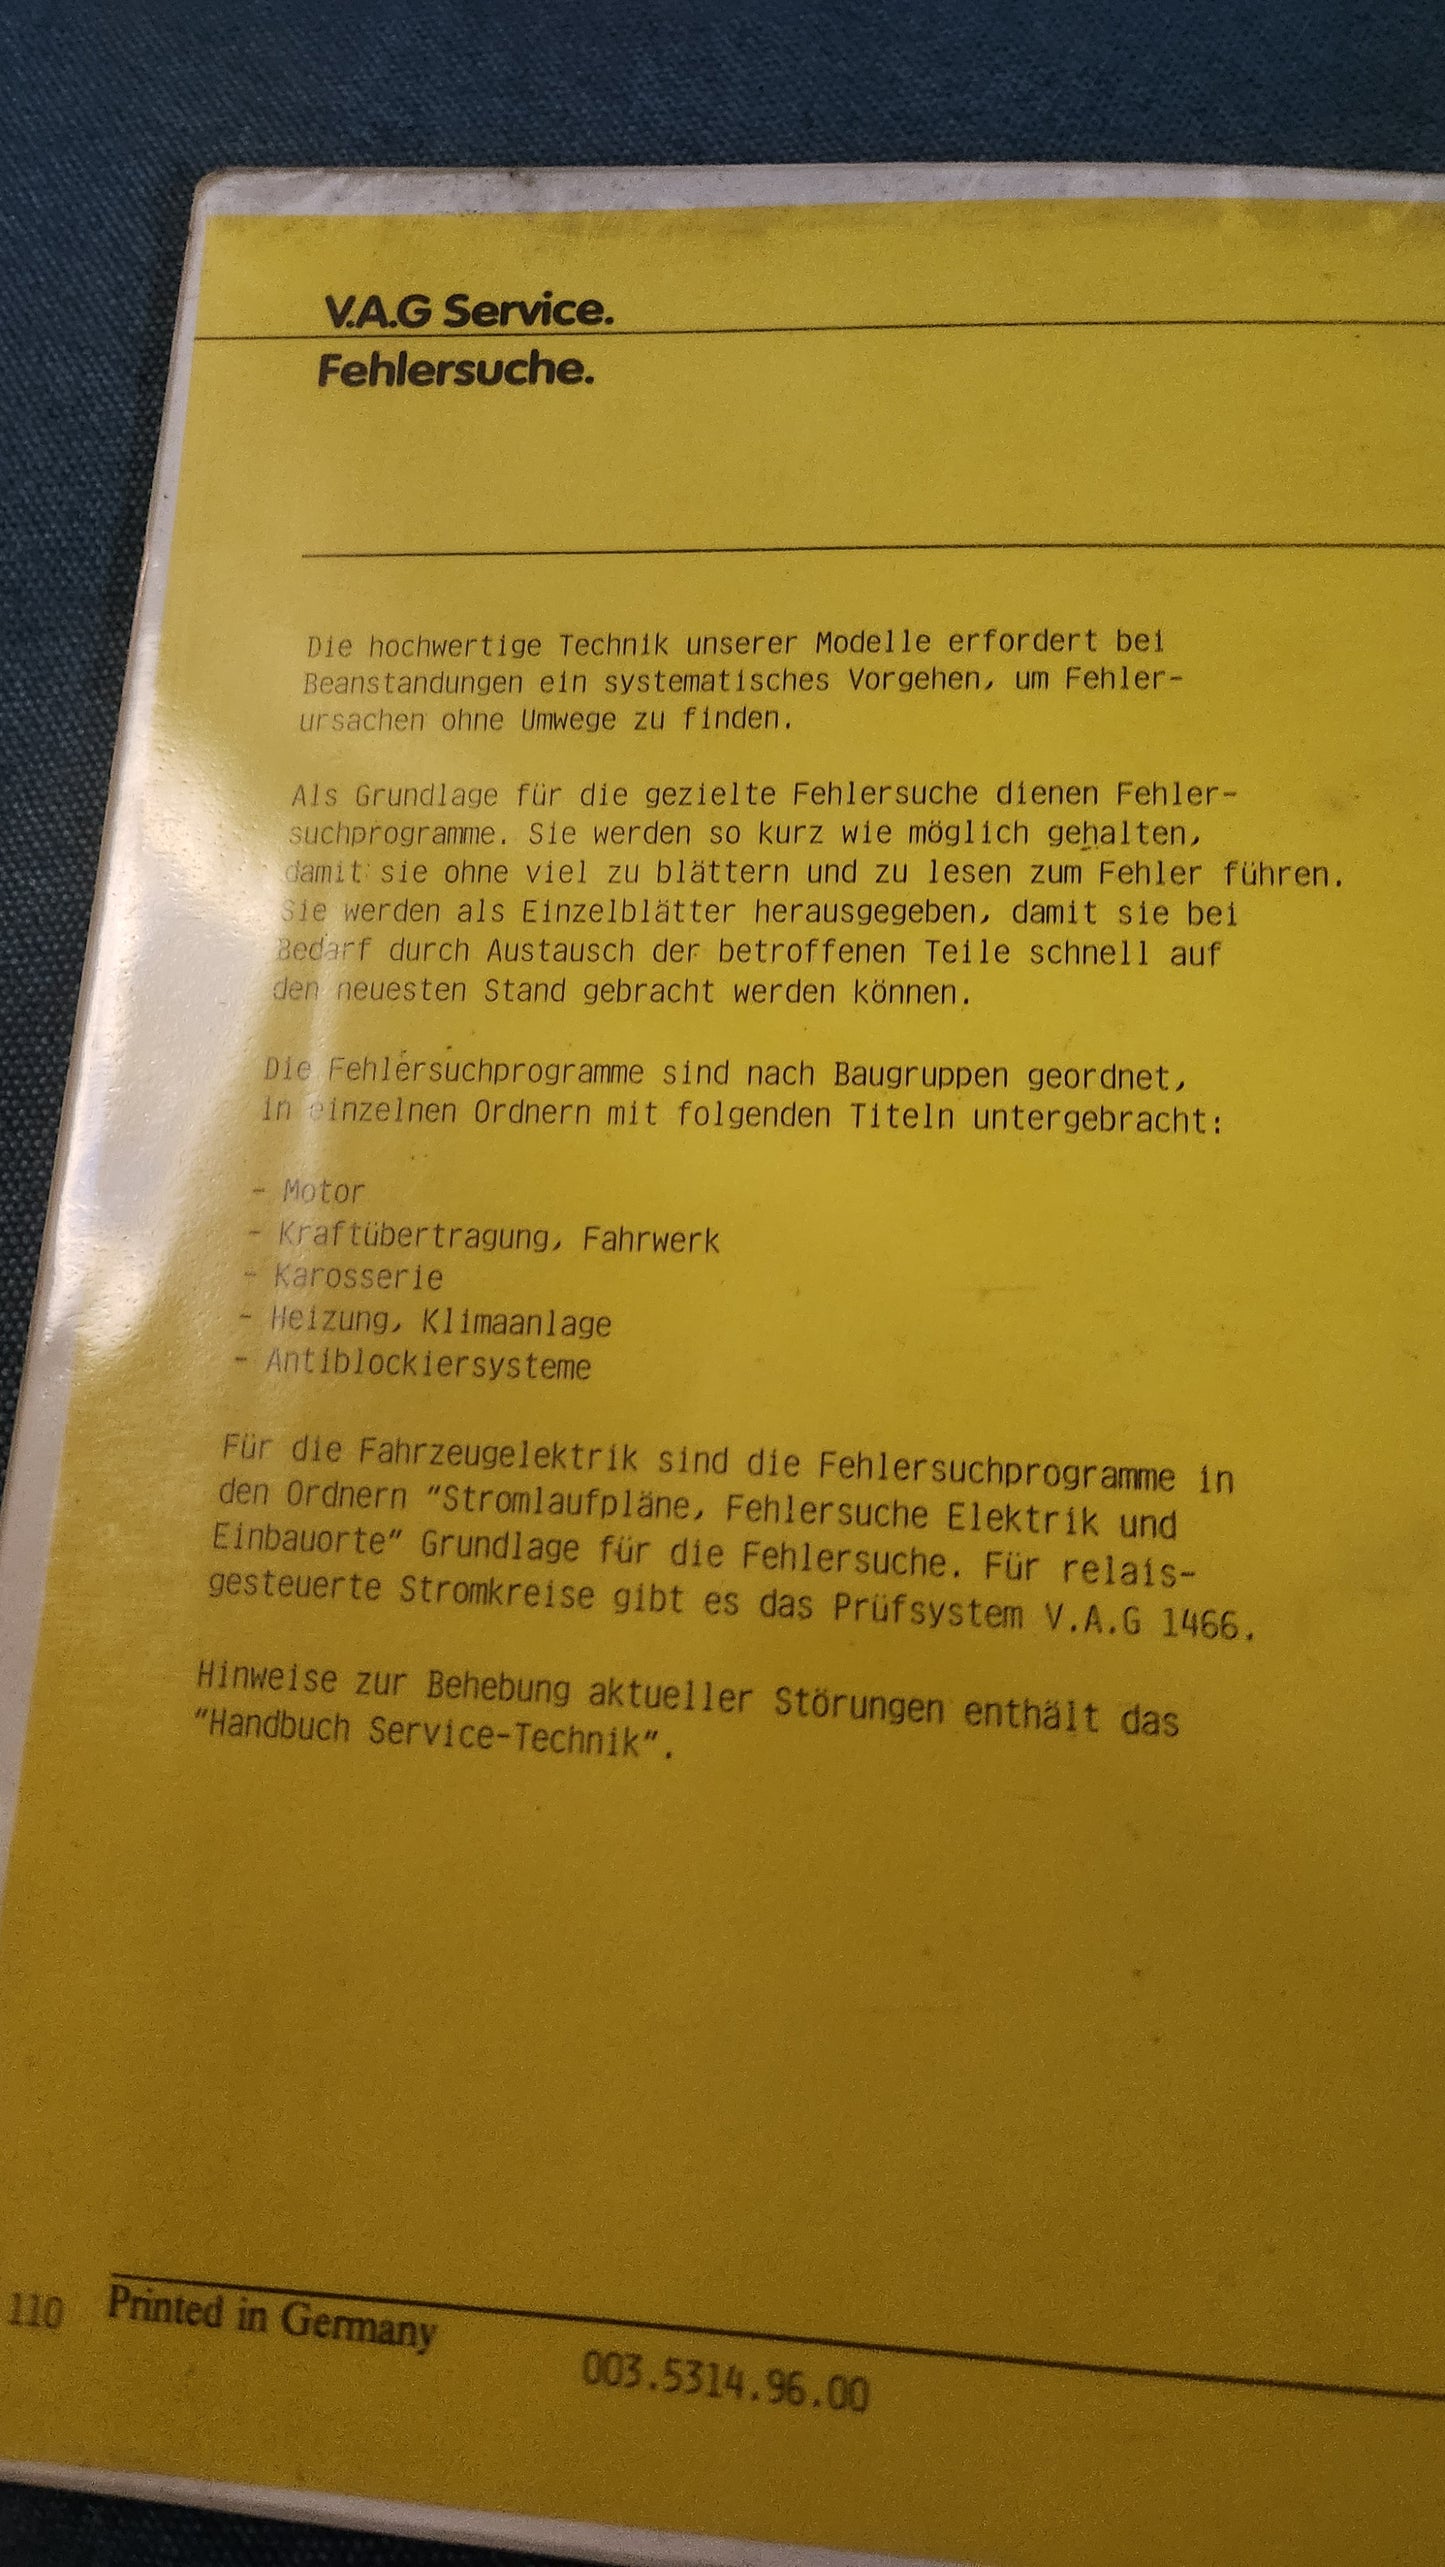 V.A.G Service.
Fehlersuche.
Die hochwertige Technik unserer Modelle erfordert bei
Beanstandungen ein systematisches Vorgehen, um Fehler-
ursachen ohne Umwege zu finden.
Als Grundlage für die gezielte Fehlersuche dienen Fehler-
suchprogramme. Sie werden so kurz wie möglich gehalten,
damit sie ohne viel zu blättern und zu lesen zum Fehler führen.
Sie werden als Einzelblätter herausgegeben, damit sie bei
Bedarf durch Austausch der betroffenen Teile schnell auf
den neuesten Stand gebracht werden können.
Die Fehlersuchprogramme sind nach Baugruppen geordnet,
in einzelnen Ordnern mit folgenden Titeln untergebracht:
- Motor
- Kraftübertragung, Fahrwerk
- Karosserie
- Heizung, Klimaanlage
- Antiblockiersysteme
Für die Fahrzeugelektrik sind die Fehlersuchprogramme in
den Ordnern "Stromlaufpläne, Fehlersuche Elektrik und
Einbauorte" Grundlage für die Fehlersuche. Für relais-
gesteuerte Stromkreise gibt es das Prüfsystem V.A.G 1466.
Hinweise zur Behebung aktueller Störungen enthält das
"Handbuch Service-Technik".
110 Printed in Germany
003.5314.96.00